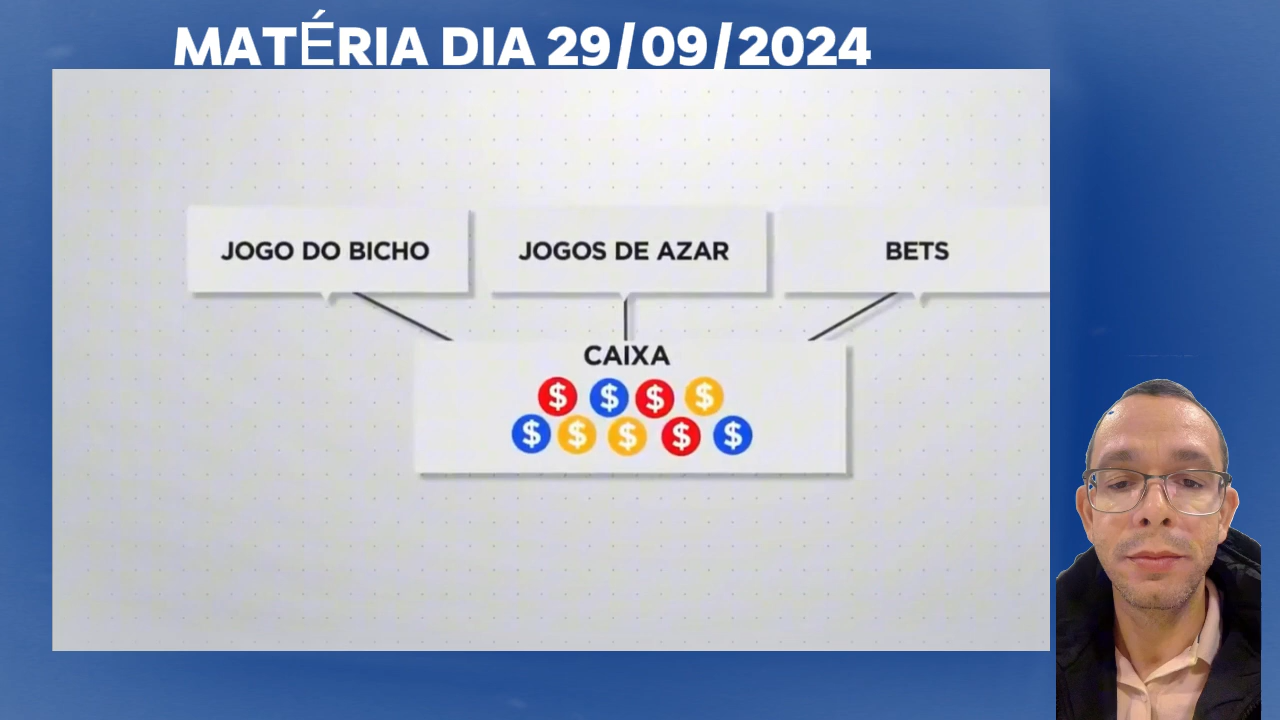 MATÉRIA DIA 29/09/2024
JOGO DO BICHO
JOGOS DE AZAR
BETS
CAIXA
$ $ $ $
$ $ $ $ $